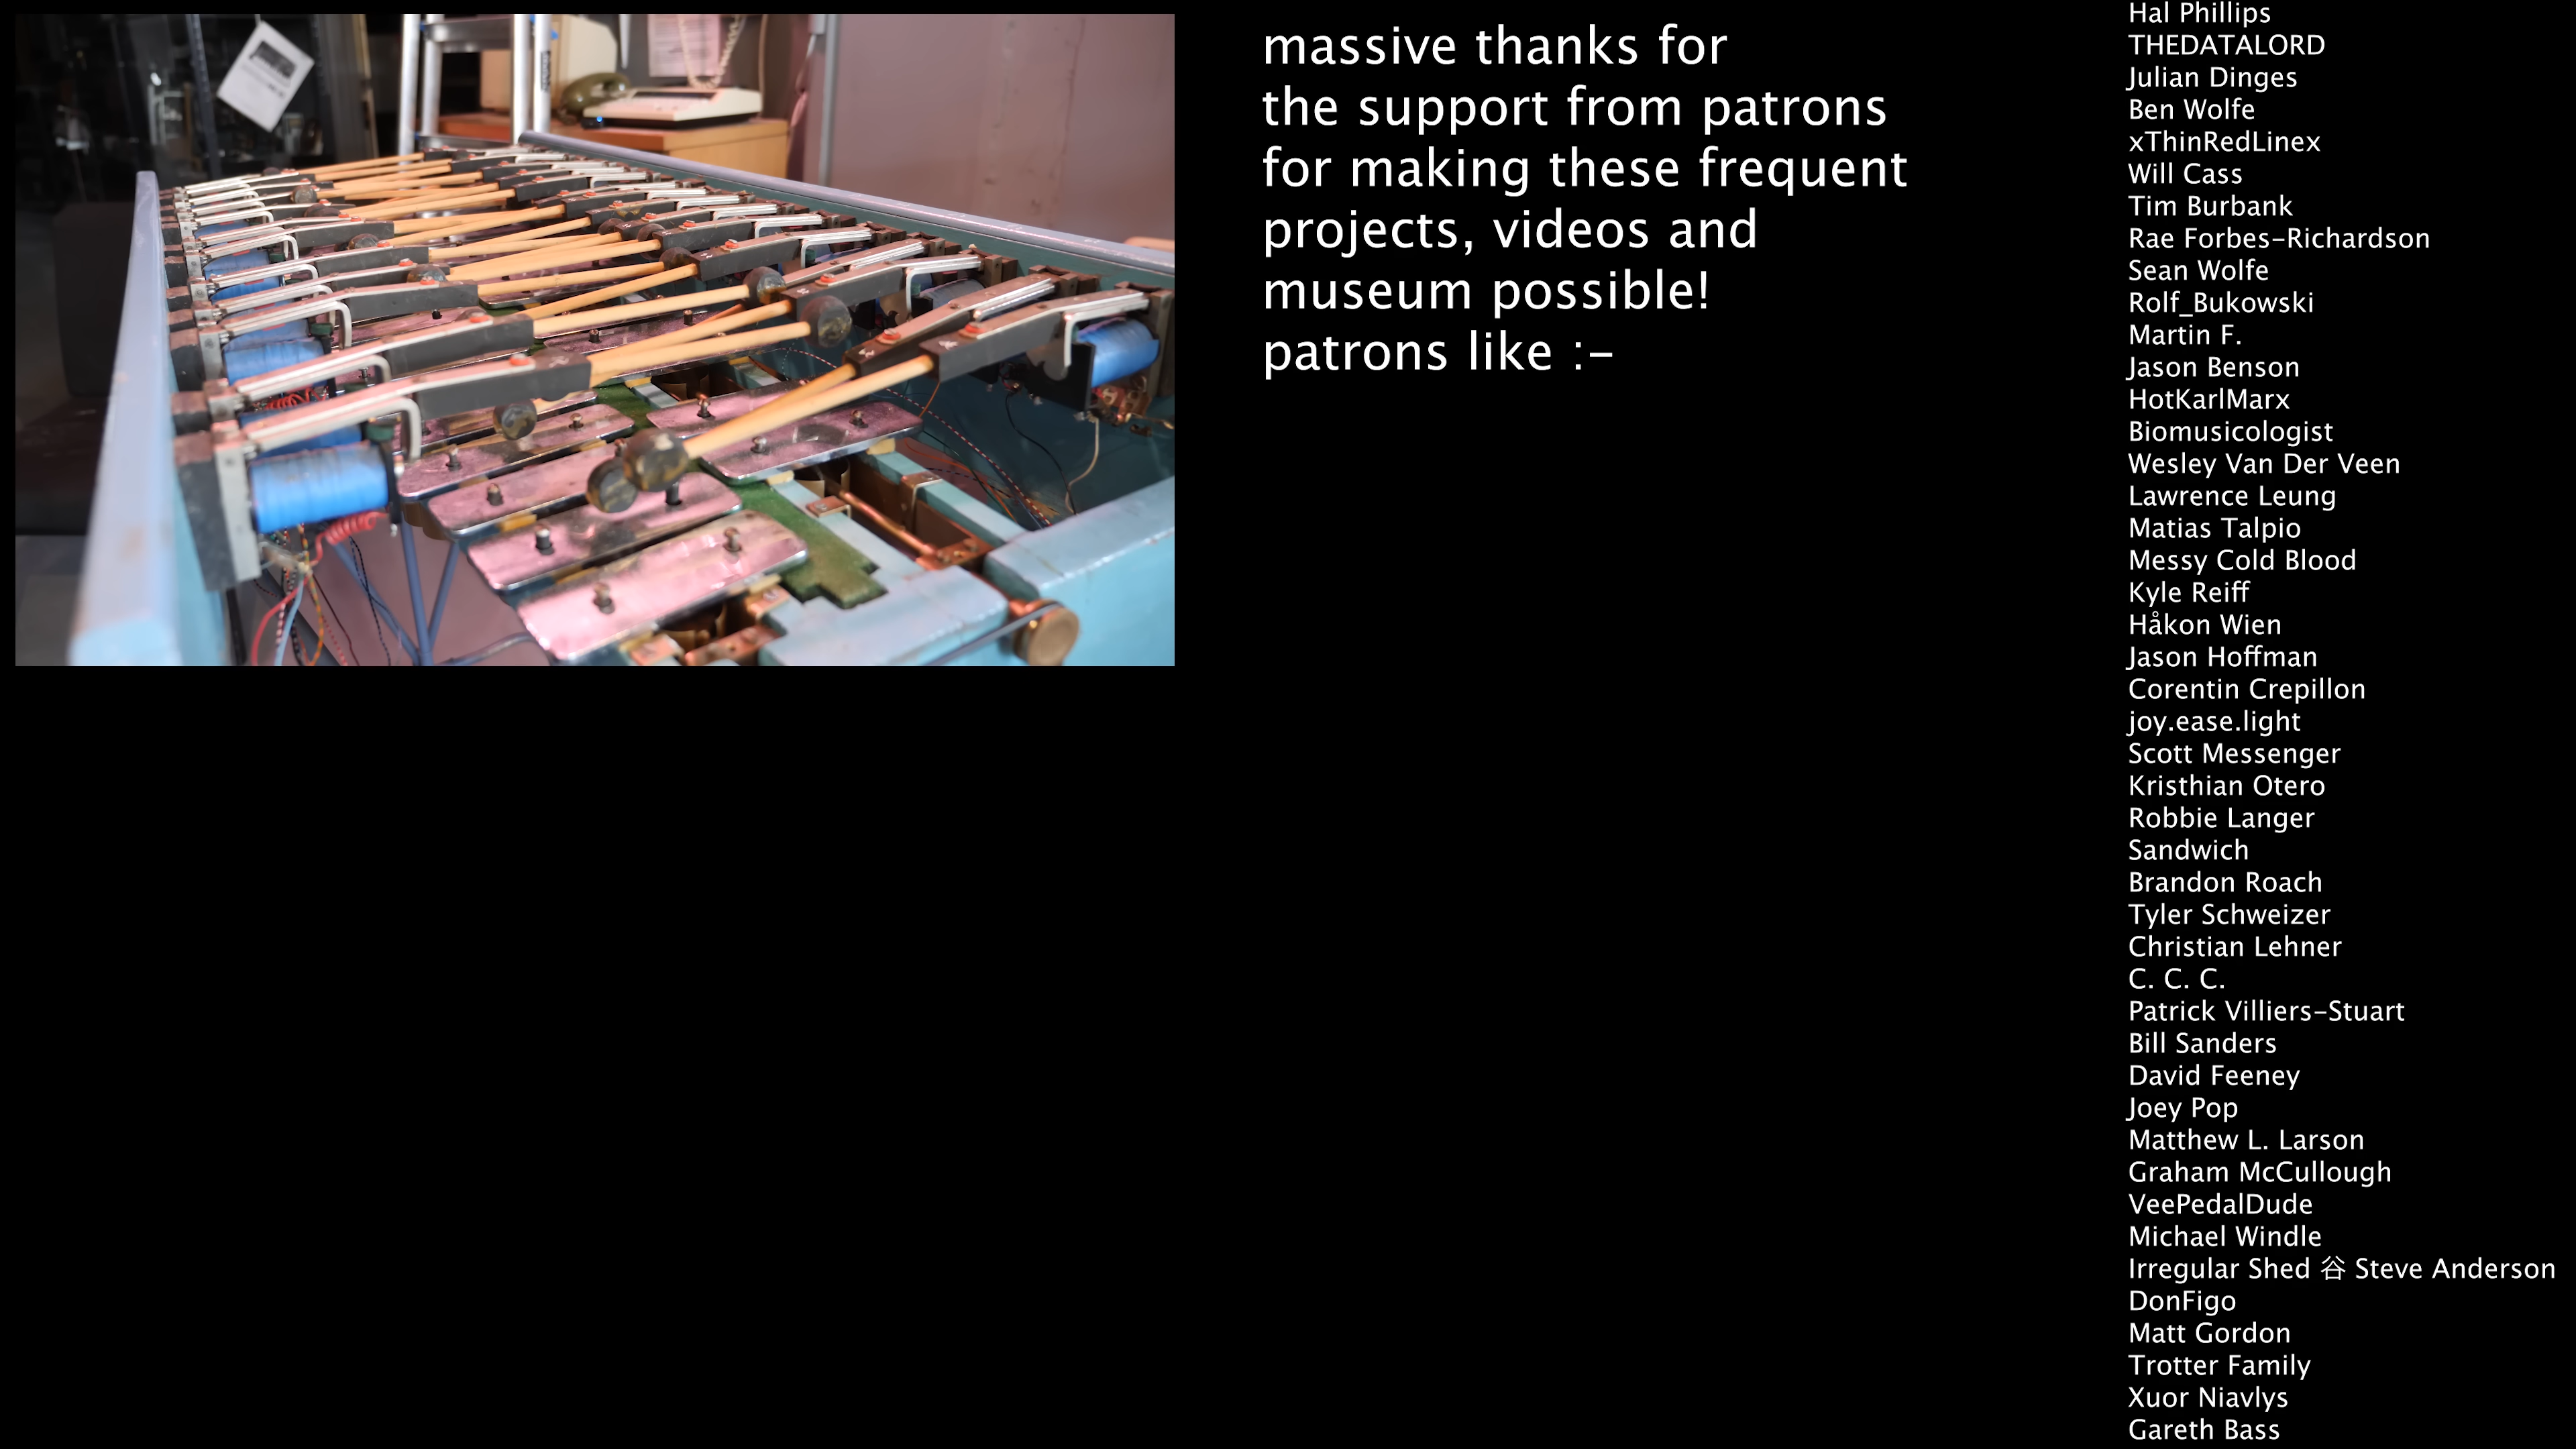 massive thanks for
the support from patrons
for making these frequent
projects, videos and
museum possible!
patrons like :-
Hal Phillips
THEDATALORD
Julian Dinges
Ben Wolfe
xThinRedLinex
Will Cass
Tim Burbank
Rae Forbes-Richardson
Sean Wolfe
Rolf_Bukowski
Martin F.
Jason Benson
HotKarlMarx
Biomusicologist
Wesley Van Der Veen
Lawrence Leung
Matias Talpio
Messy Cold Blood
Kyle Reiff
Håkon Wien
Jason Hoffman
Corentin Crepillon
joy.ease.light
Scott Messenger
Kristhian Otero
Robbie Langer
Sandwich
Brandon Roach
Tyler Schweizer
Christian Lehner
C. C. C.
Patrick Villiers-Stuart
Bill Sanders
David Feeney
Joey Pop
Matthew L. Larson
Graham McCullough
VeePedalDude
Michael Windle
Irregular Shed 谷 Steve Anderson
DonFigo
Matt Gordon
Trotter Family
Xuor Niavlys
Gareth Bass